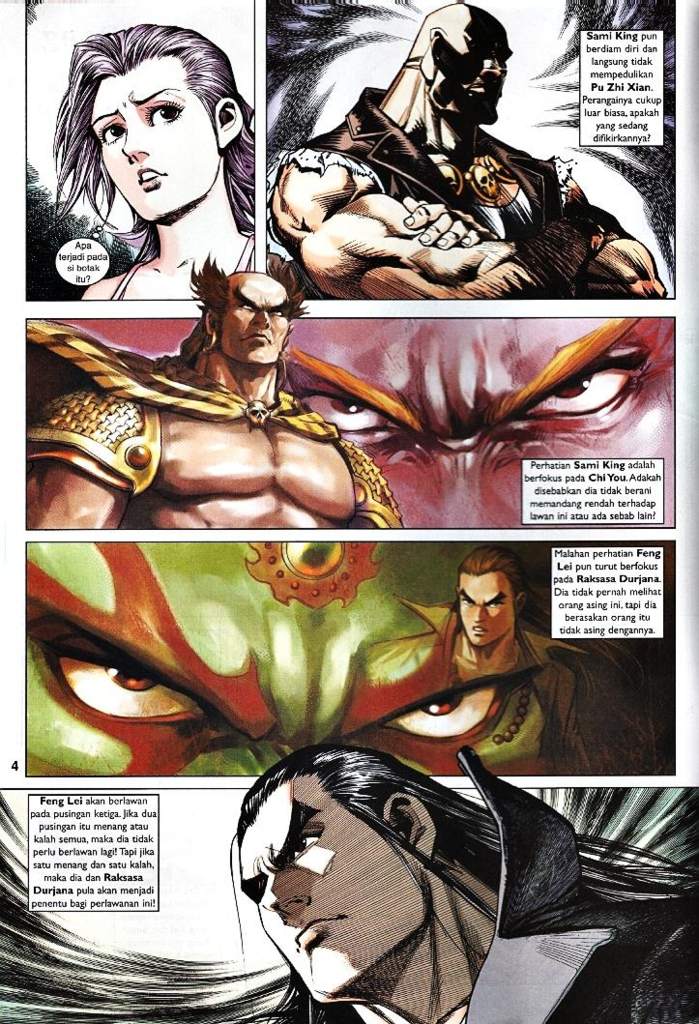 Apa
terjadi pada
si botak
itu?
Sami King pun
berdiam diri dan
langsung tidak
mempedulikan
Pu Zhi Xian.
Perangainya cukup
luar biasa, apakah
yang sedang
difikirkannya?
Perhatian Sami King adalah
berfokus pada Chi You. Adakah
disebabkan dia tidak berani
memandang rendah terhadap
lawan ini atau ada sebab lain?
Malahan perhatian Feng
Lei pun turut berfokus
pada Raksasa Durjana.
Dia tidak pernah melihat
orang asing ini, tapi dia
berasakan orang itu
tidak asing dengannya.
4
Feng Lei akan berlawan
pada pusingan ketiga. Jika dua
pusingan itu menang atau
kalah semua, maka dia tidak
perlu berlawan lagi! Tapi jika
satu menang dan satu kalah,
maka dia dan Raksasa
Durjana pula akan menjadi
penentu bagi perlawanan ini!